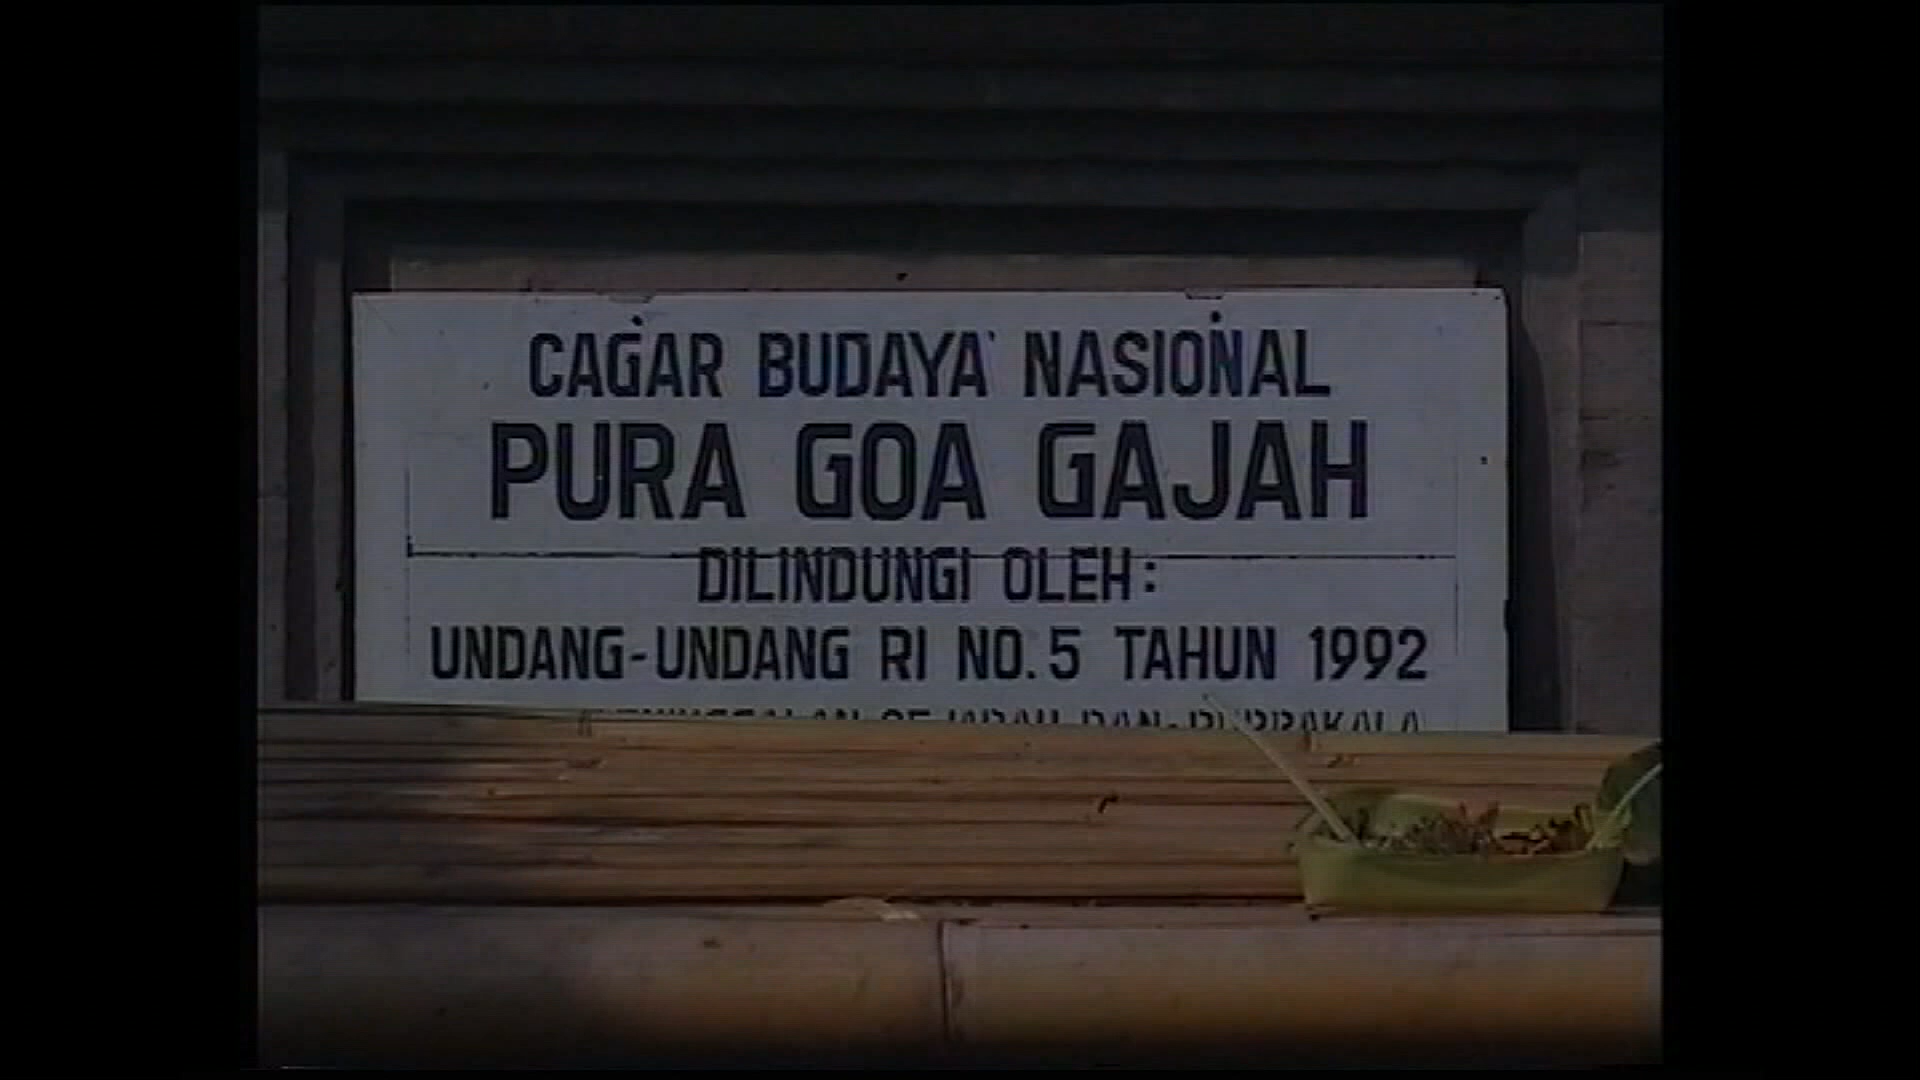 CAGAR BUDAYA NASIONAL
PURA GOA GAJAH
DILINDUNGI OLEH:
UNDANG-UNDANG RI NO.5 TAHUN 1992